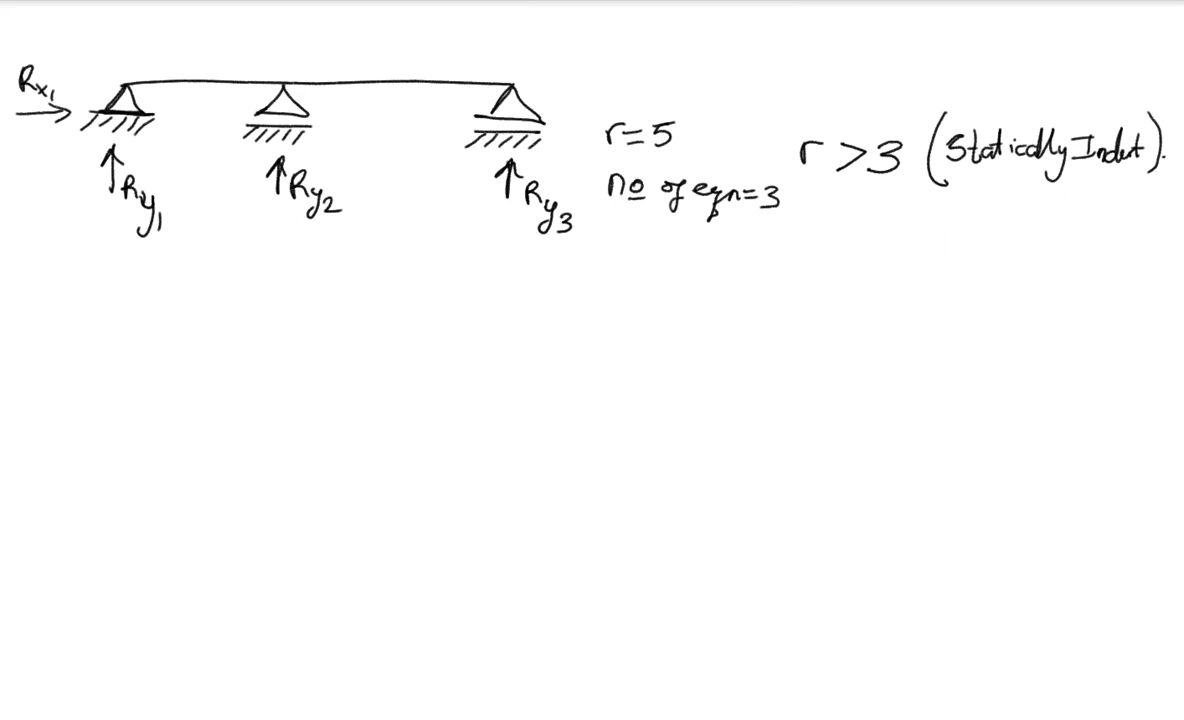 Rx1
r=5
r>3 (Statically Indet).
Ry1
Ry2
Ry3
no of eqn=3